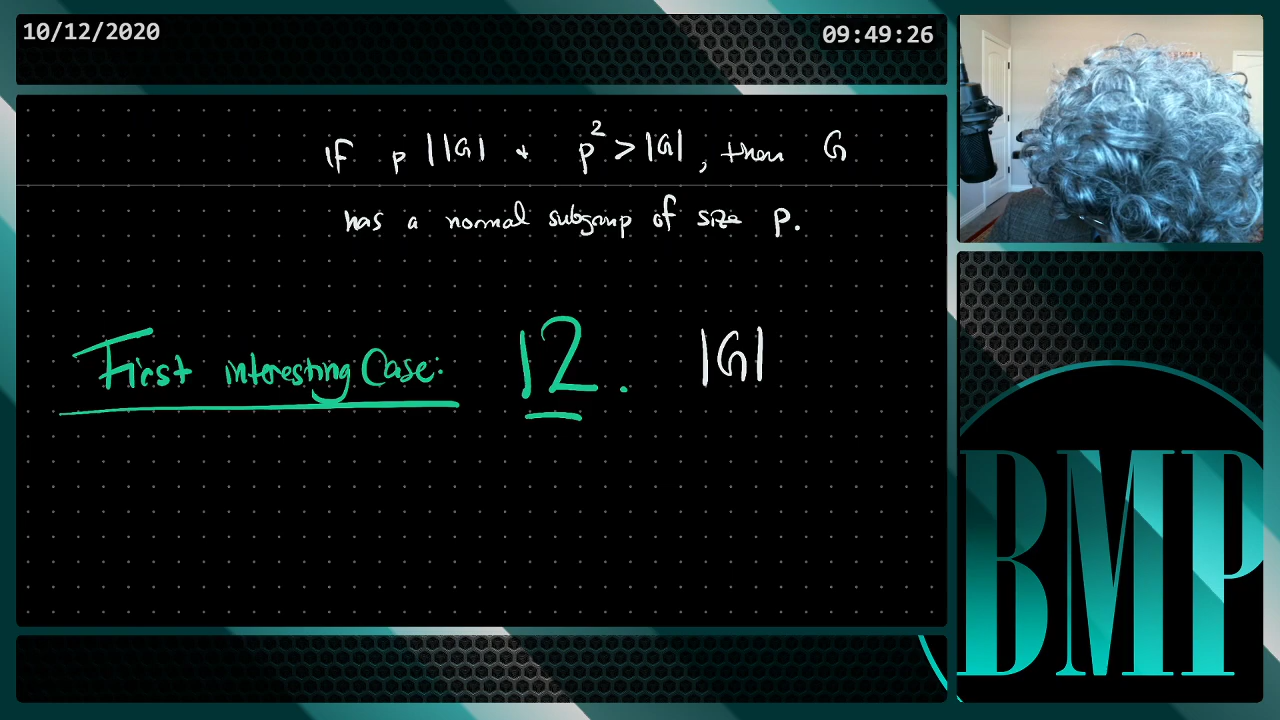 10/12/2020
09:49:26
If p | |G| + p² > |G|, then G
has a normal subgroup of size p.
First interesting Case: 12. |G|
BMP